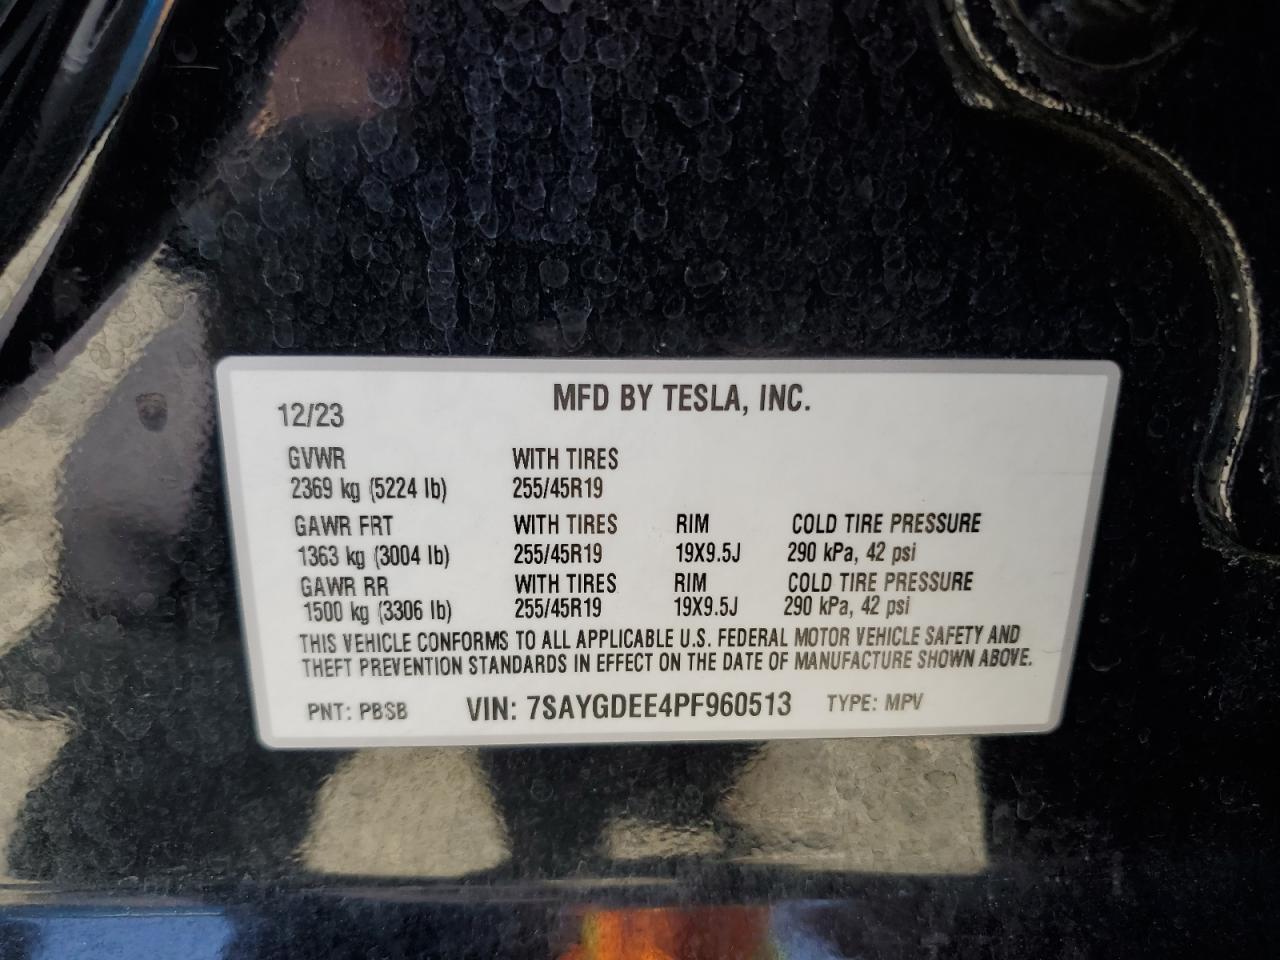 MFD BY TESLA, INC.
12/23
GVWR WITH TIRES
2369 kg (5224 lb) 255/45R19
GAWR FRT WITH TIRES RIM COLD TIRE PRESSURE
1363 kg (3004 lb) 255/45R19 19X9.5J 290 kPa, 42 psi
GAWR RR WITH TIRES RIM COLD TIRE PRESSURE
1500 kg (3306 lb) 255/45R19 19X9.5J 290 kPa, 42 psi
THIS VEHICLE CONFORMS TO ALL APPLICABLE U.S. FEDERAL MOTOR VEHICLE SAFETY AND
THEFT PREVENTION STANDARDS IN EFFECT ON THE DATE OF MANUFACTURE SHOWN ABOVE.
PNT: PBSB VIN: 7SAYGDEE4PF960513 TYPE: MPV